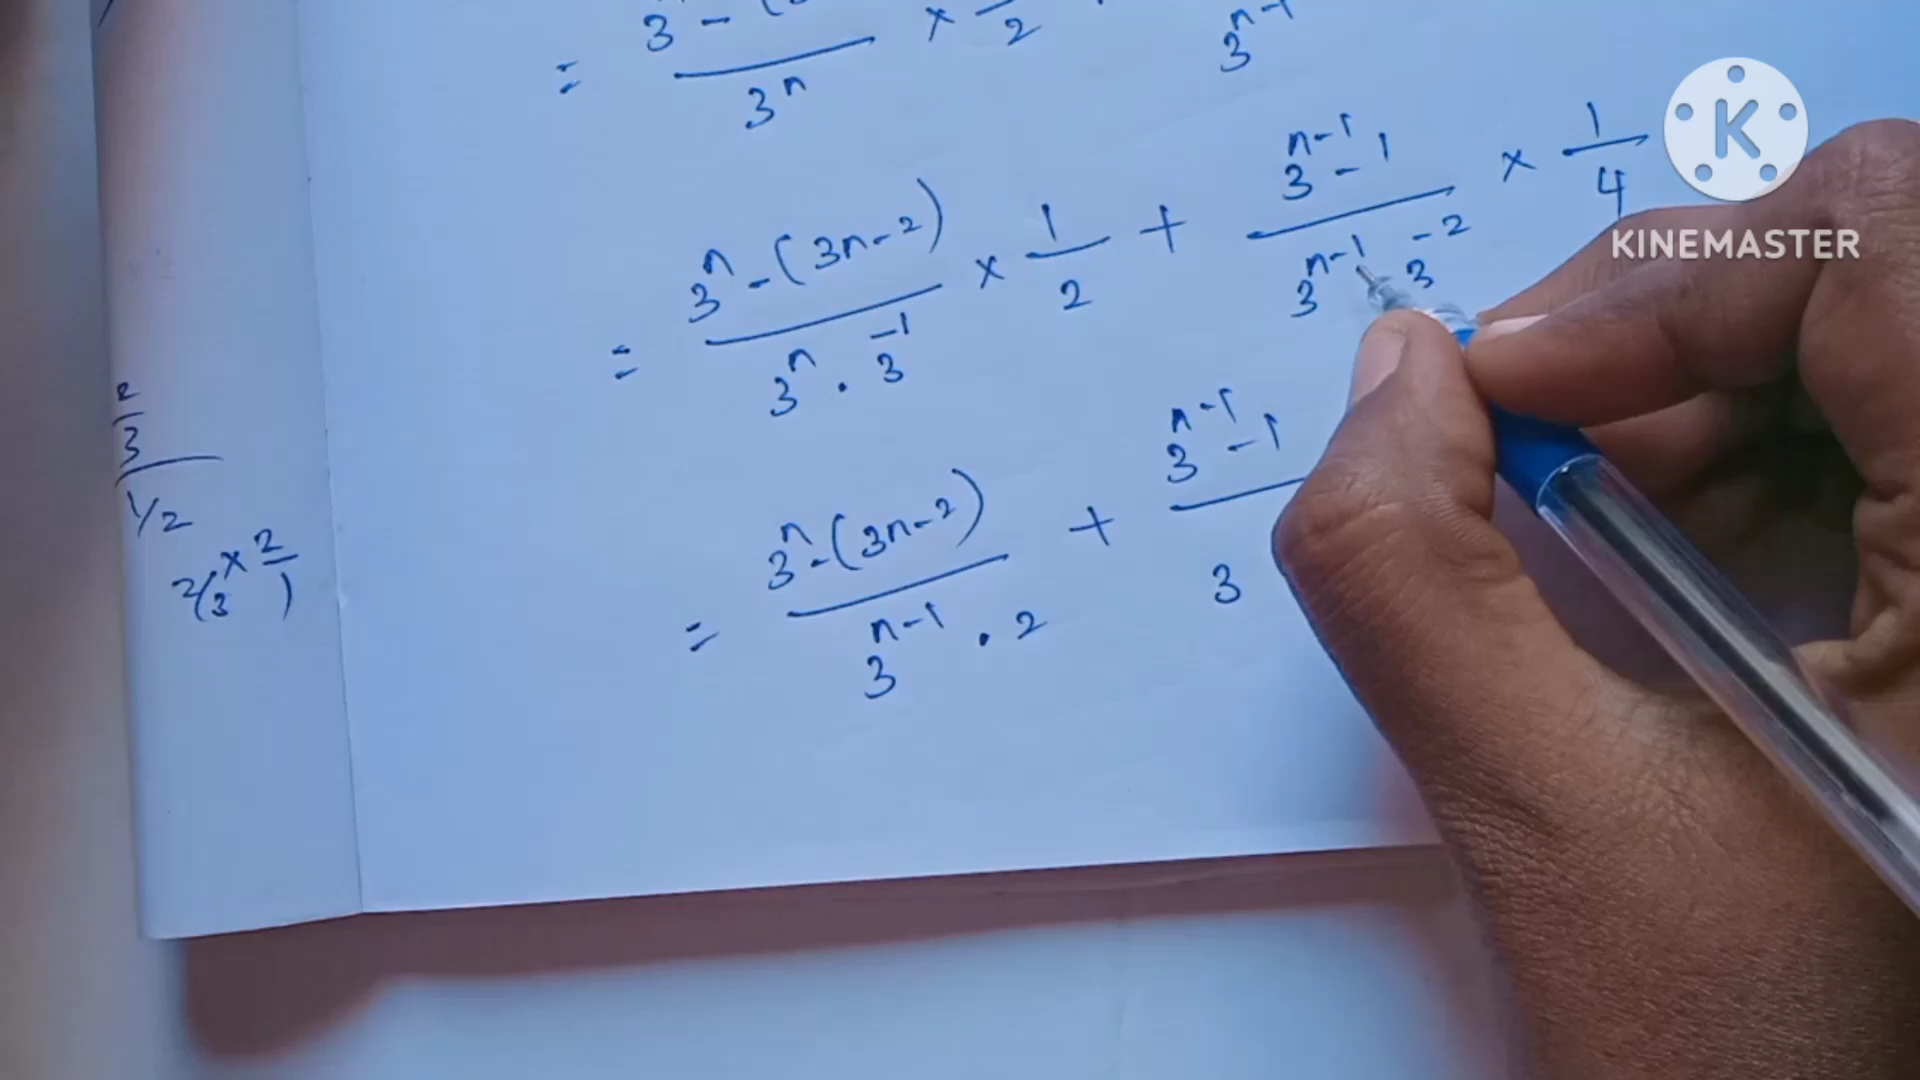 = 3 - ( / 3^n × / 2 3^{n-1}
= 3^n - (3n-2) / 3^n . 3^{-1} × 1/2 + 3^{n-1} - 1 / 3^{n-1} 3^{-2} × 1/4
= 3^n - (3n-2) / 3^{n-1} . 2 + 3^{n-1} - 1 / 3
2/3
1/2
2(3 × 2/ )
K
KINEMASTER